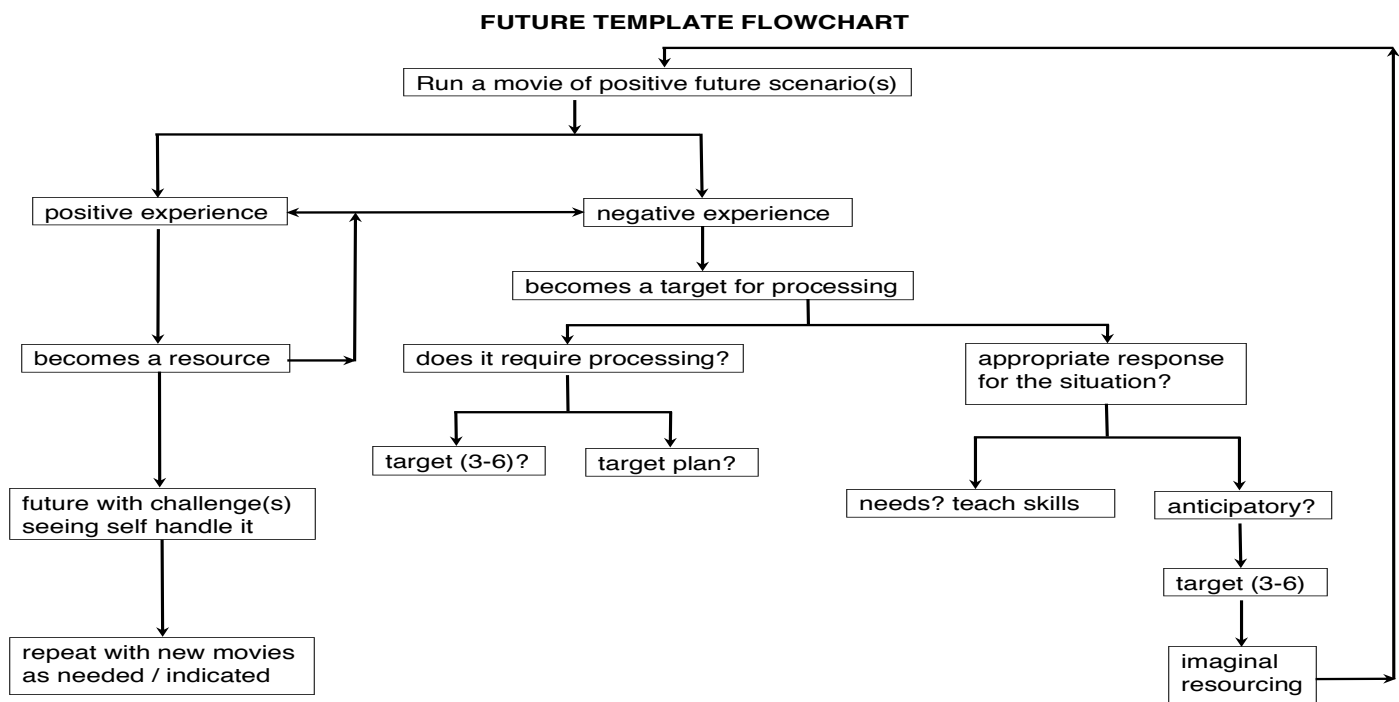 FUTURE TEMPLATE FLOWCHART
Run a movie of positive future scenario(s)
positive experience
negative experience
becomes a target for processing
becomes a resource
does it require processing?
appropriate response
for the situation?
target (3-6)?
target plan?
future with challenge(s)
seeing self handle it
needs? teach skills
anticipatory?
target (3-6)
repeat with new movies
as needed / indicated
imaginal
resourcing